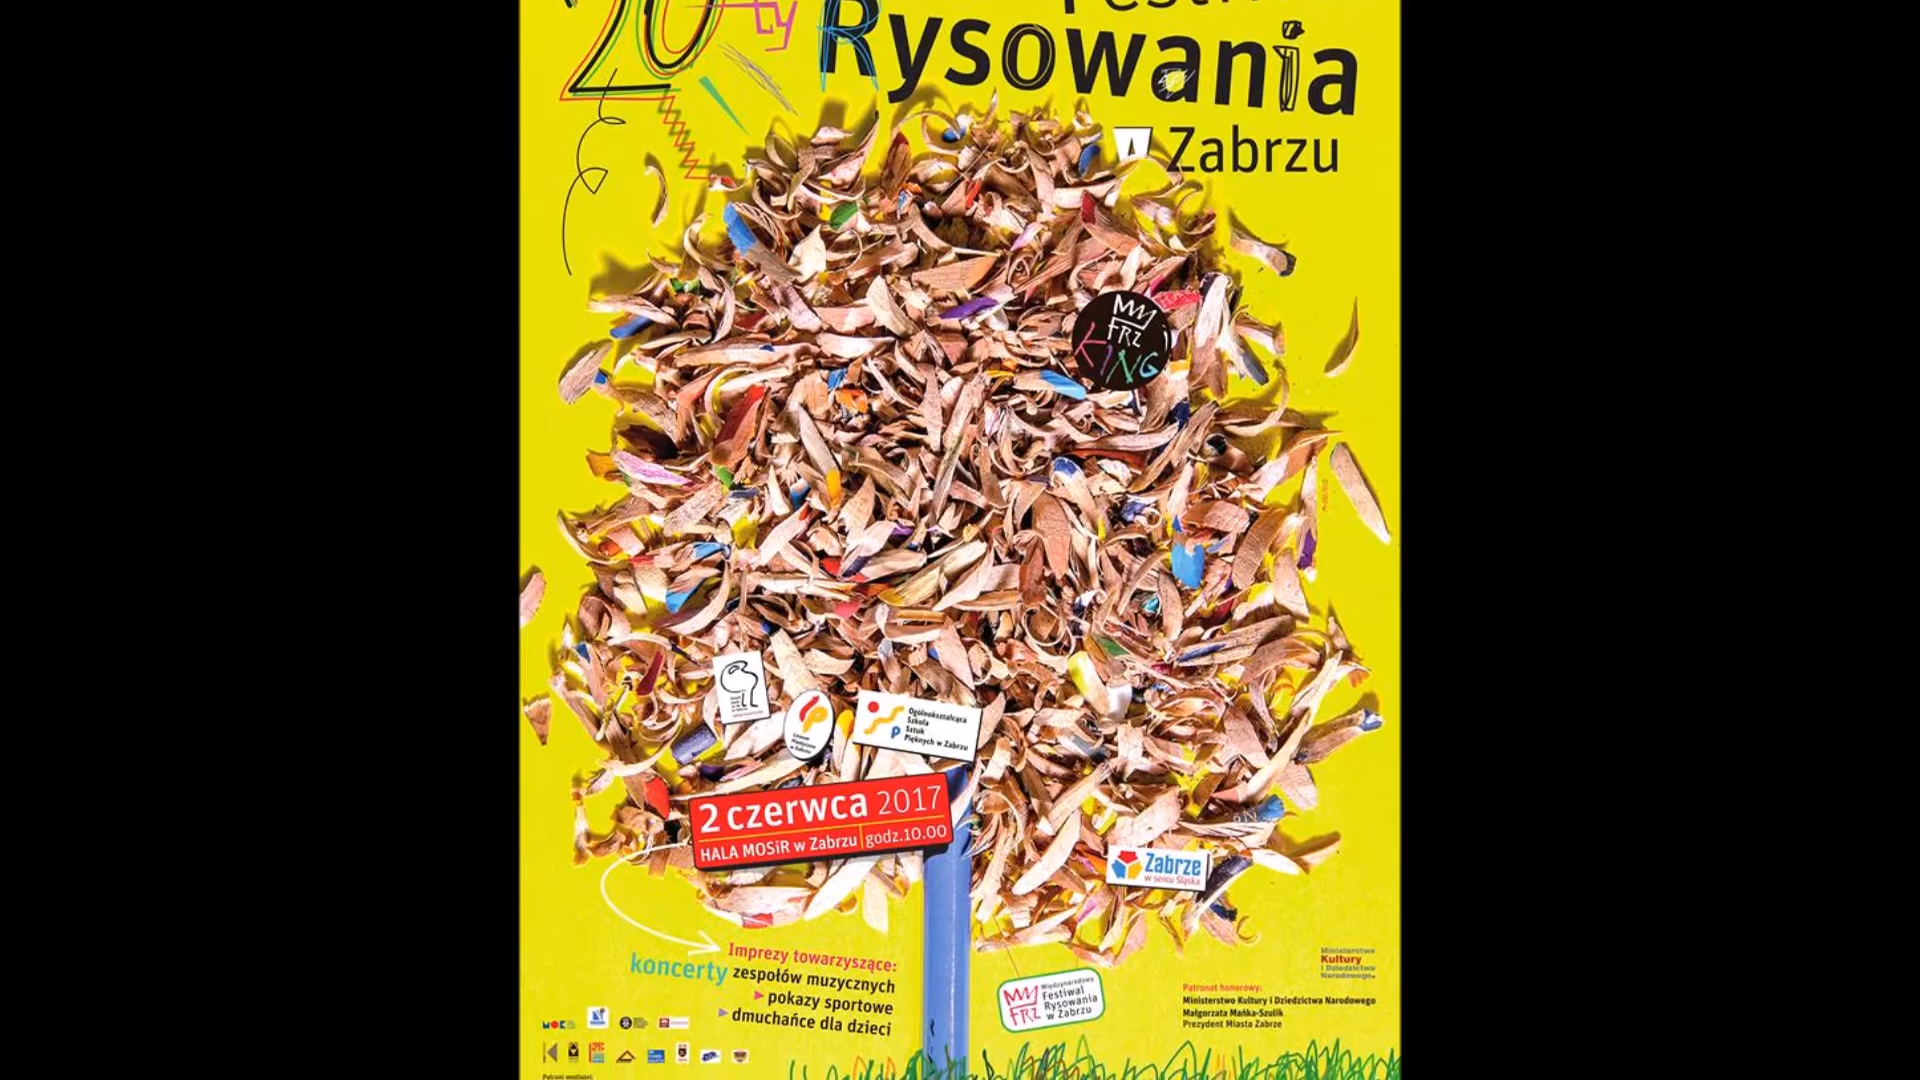 20ty
Rysowania
w Zabrzu
FRZ
KING
Ogólnokształcąca
Szkoła
Sztuk
Pięknych w Zabrzu
2 czerwca 2017
HALA MOSiR w Zabrzu godz.10.00
Zabrze
w sercu Śląska
Imprezy towarzyszące:
koncerty zespołów muzycznych
pokazy sportowe
dmuchańce dla dzieci
Międzynarodowy
Festiwal
Rysowania
w Zabrzu
FRZ
Ministerstwo
Kultury
i Dziedzictwa
Narodowego.
Patronat honorowy:
Ministerstwo Kultury i Dziedzictwa Narodowego
Małgorzata Mańka-Szulik
Prezydent Miasta Zabrze